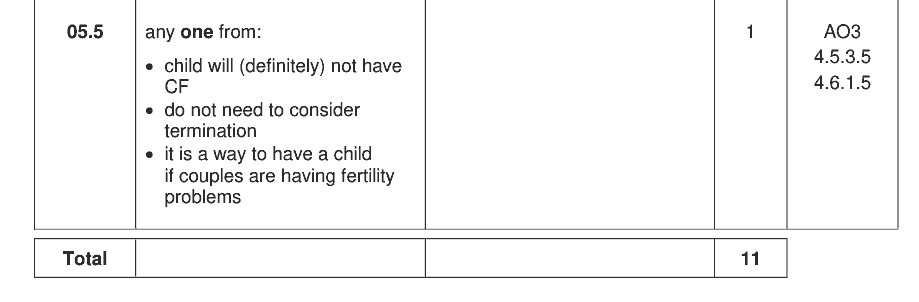 05.5
any one from:
• child will (definitely) not have
CF
• do not need to consider
termination
• it is a way to have a child
if couples are having fertility
problems
1
AO3
4.5.3.5
4.6.1.5
Total
11